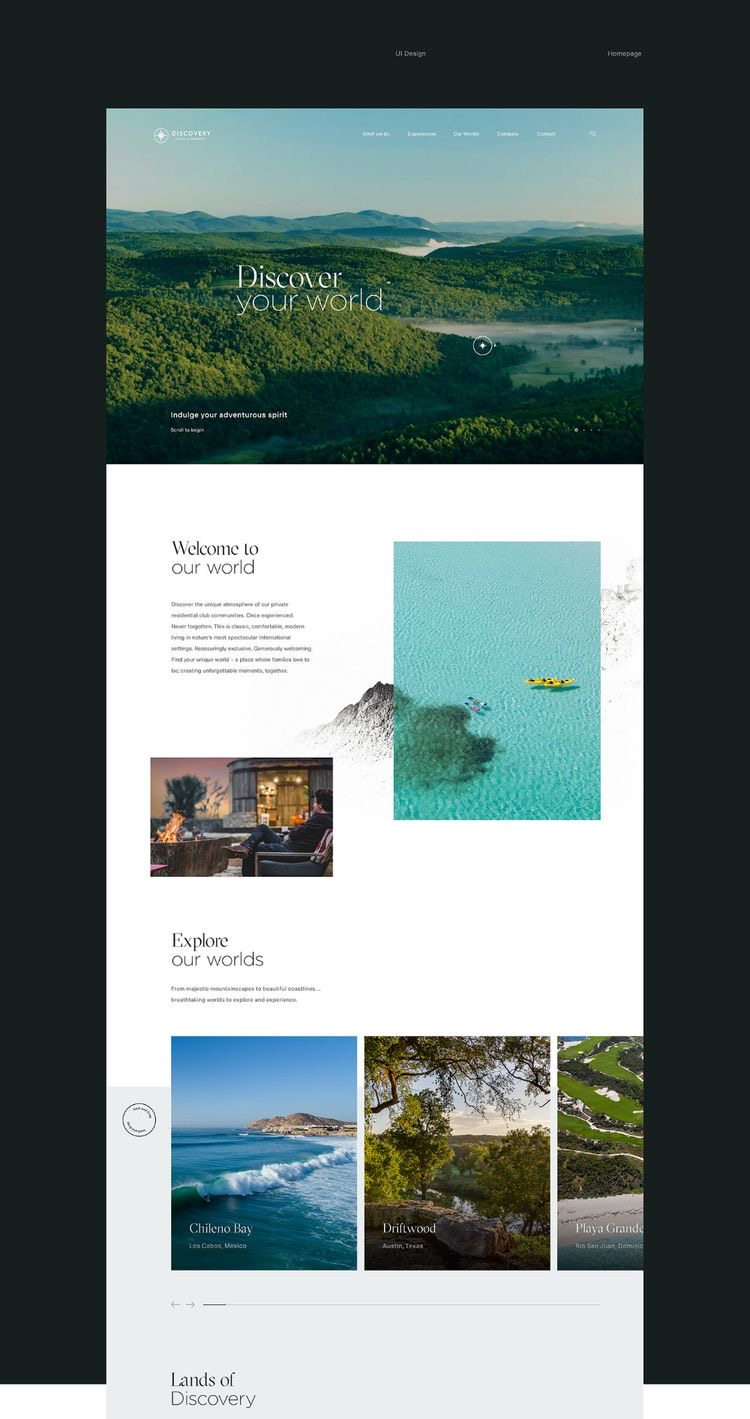 UI Design
Homepage
DISCOVERY
LAND COMPANY
What we do
Experiences
Our Worlds
Company
Contact
Discover
your world
Indulge your adventurous spirit
Scroll to begin
Welcome to
our world
Discover the unique atmosphere of our private
residential club communities. Once experienced.
Never forgotten. This is classic, comfortable, modern
living in nature's most spectacular international
settings. Reassuringly exclusive. Generously welcoming.
Find your unique world – a place where families love to
be; creating unforgettable moments, together.
Explore
our worlds
From majestic mountainscapes to beautiful coastlines...
breathtaking worlds to explore and experience.
Chileno Bay
Los Cabos, Mexico
Driftwood
Austin, Texas
Playa Grande
Rio San Juan, Dominic
Lands of
Discovery